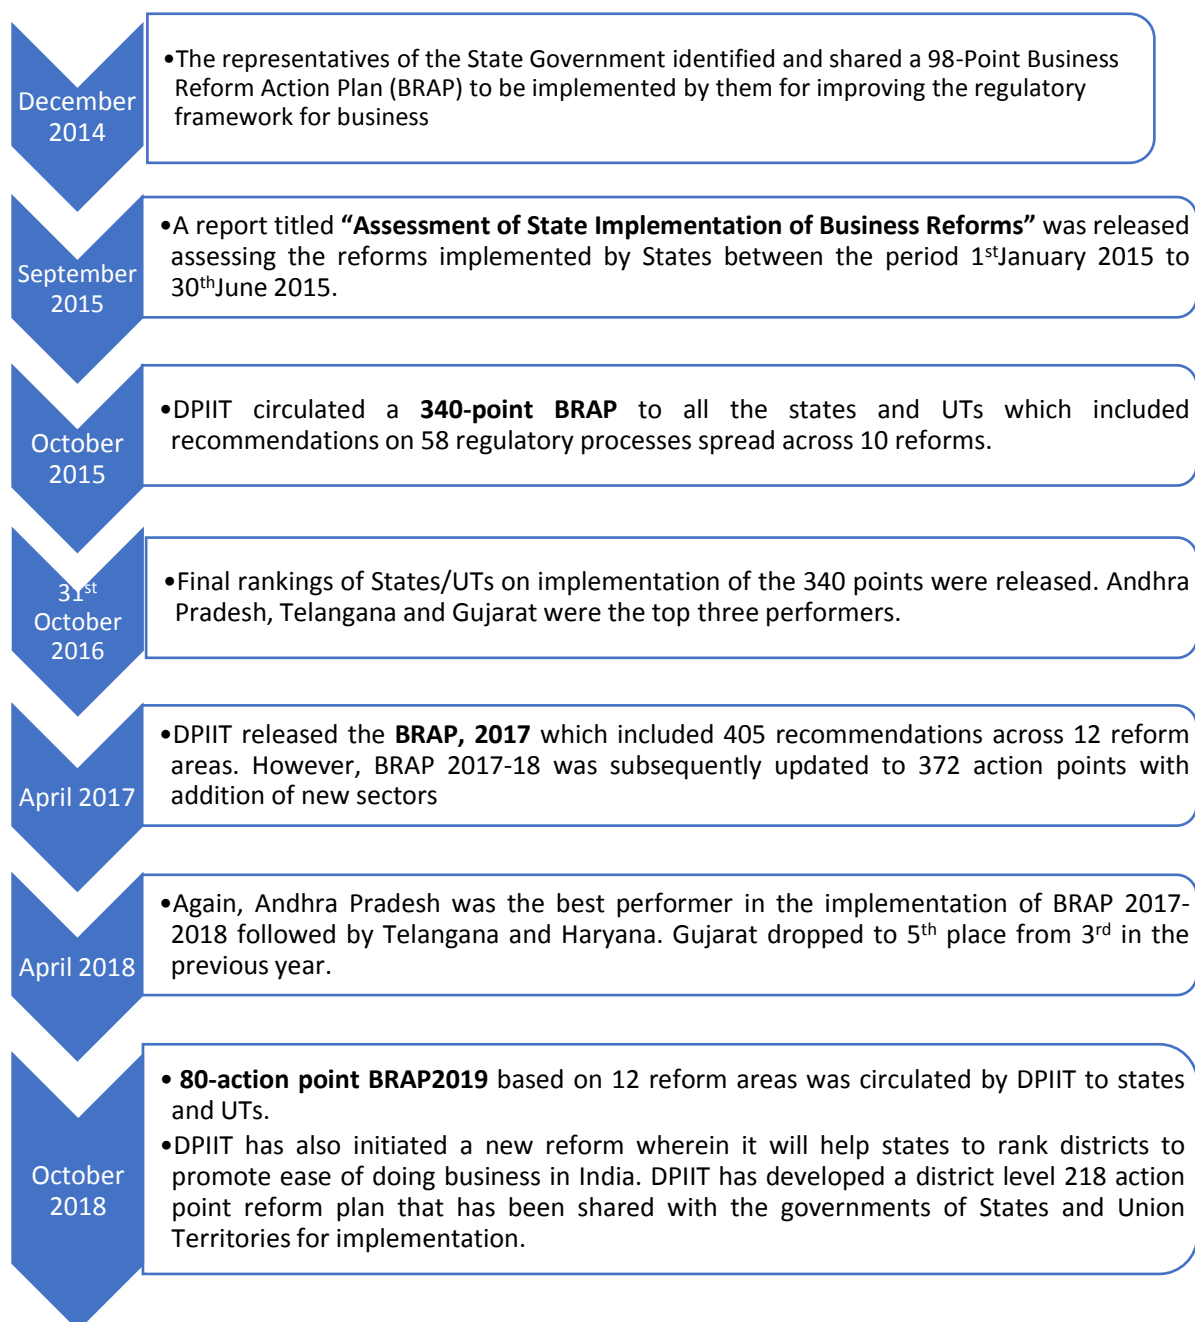 December
2014
•The representatives of the State Government identified and shared a 98-Point Business
Reform Action Plan (BRAP) to be implemented by them for improving the regulatory
framework for business
September
2015
•A report titled “Assessment of State Implementation of Business Reforms” was released
assessing the reforms implemented by States between the period 1stJanuary 2015 to
30thJune 2015.
October
2015
•DPIIT circulated a 340-point BRAP to all the states and UTs which included
recommendations on 58 regulatory processes spread across 10 reforms.
31st
October
2016
•Final rankings of States/UTs on implementation of the 340 points were released. Andhra
Pradesh, Telangana and Gujarat were the top three performers.
April 2017
•DPIIT released the BRAP, 2017 which included 405 recommendations across 12 reform
areas. However, BRAP 2017-18 was subsequently updated to 372 action points with
addition of new sectors
April 2018
•Again, Andhra Pradesh was the best performer in the implementation of BRAP 2017-
2018 followed by Telangana and Haryana. Gujarat dropped to 5th place from 3rd in the
previous year.
October
2018
• 80-action point BRAP2019 based on 12 reform areas was circulated by DPIIT to states
and UTs.
•DPIIT has also initiated a new reform wherein it will help states to rank districts to
promote ease of doing business in India. DPIIT has developed a district level 218 action
point reform plan that has been shared with the governments of States and Union
Territories for implementation.